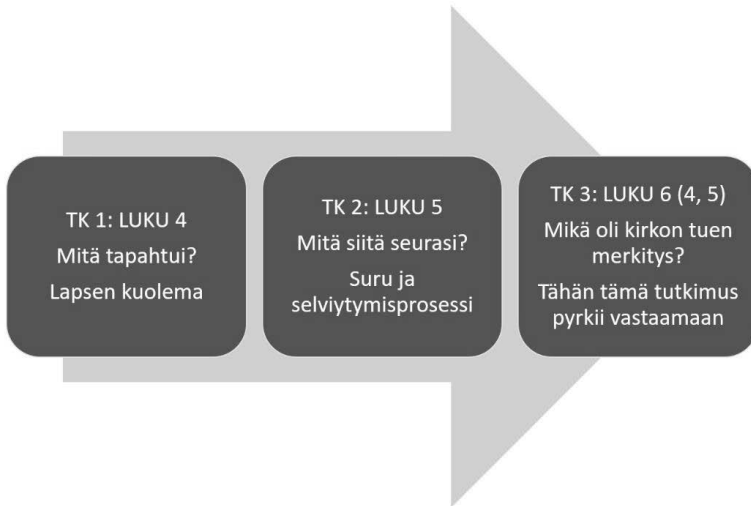 TK 1: LUKU 4
Mitä tapahtui?
Lapsen kuolema
TK 2: LUKU 5
Mitä siitä seurasi?
Suru ja
selviytymisprosessi
TK 3: LUKU 6 (4, 5)
Mikä oli kirkon tuen
merkitys?
Tähän tämä tutkimus
pyrkii vastaamaan